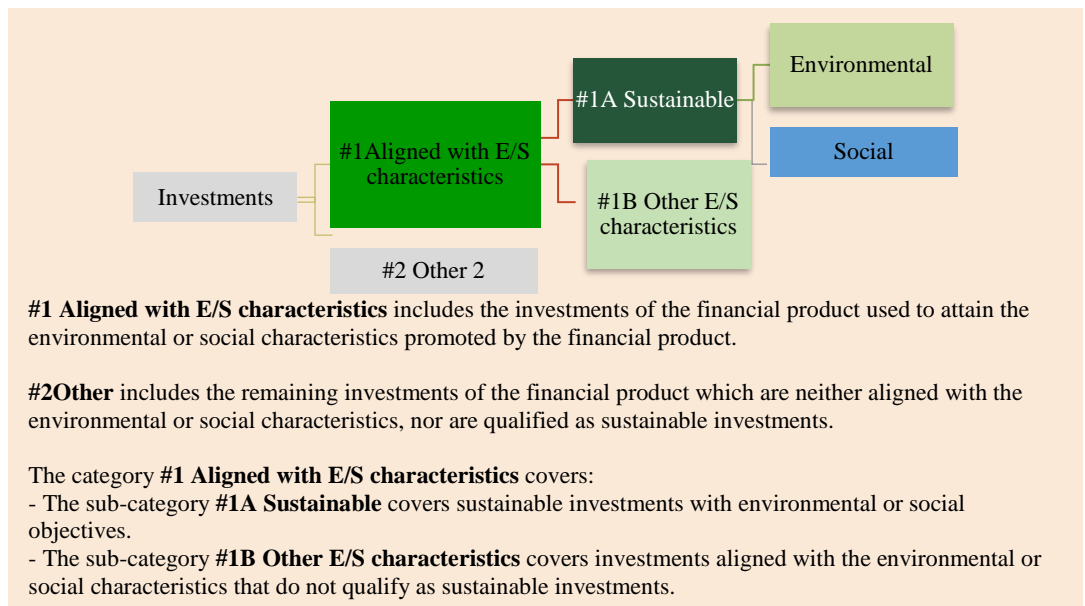 Environmental
#1A Sustainable
#1Aligned with E/S
characteristics
Social
Investments
#1B Other E/S
characteristics
#2 Other 2
#1 Aligned with E/S characteristics includes the investments of the financial product used to attain the
environmental or social characteristics promoted by the financial product.
#2Other includes the remaining investments of the financial product which are neither aligned with the
environmental or social characteristics, nor are qualified as sustainable investments.
The category #1 Aligned with E/S characteristics covers:
- The sub-category #1A Sustainable covers sustainable investments with environmental or social
objectives.
- The sub-category #1B Other E/S characteristics covers investments aligned with the environmental or
social characteristics that do not qualify as sustainable investments.